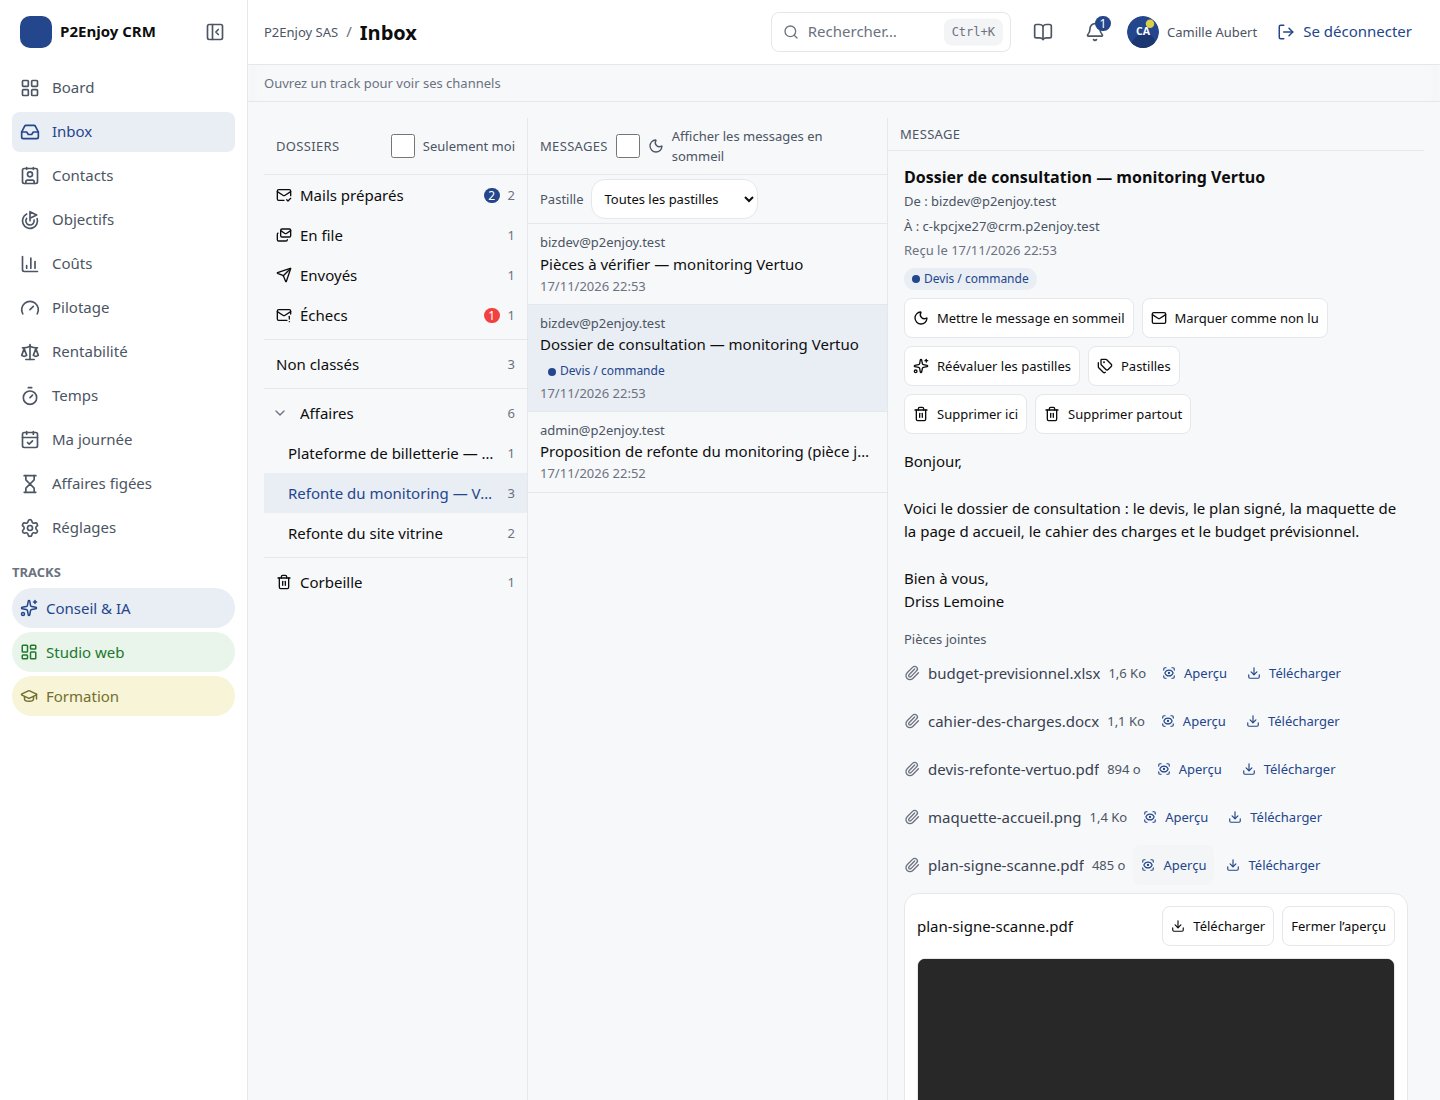 P2Enjoy CRM
Board
Inbox
Contacts
Objectifs
Coûts
Pilotage
Rentabilité
Temps
Ma journée
Affaires figées
Réglages
TRACKS
Conseil & IA
Studio web
Formation
P2Enjoy SAS / Inbox
Rechercher...
Ctrl+K
1
CA
Camille Aubert
Se déconnecter
Ouvrez un track pour voir ses channels
DOSSIERS
Seulement moi
Mails préparés 2 2
En file 1
Envoyés 1
Échecs 1 1
Non classés 3
Affaires 6
Plateforme de billetterie — ... 1
Refonte du monitoring — V... 3
Refonte du site vitrine 2
Corbeille 1
MESSAGES
Afficher les messages en
sommeil
Pastille Toutes les pastilles
bizdev@p2enjoy.test
Pièces à vérifier — monitoring Vertuo
17/11/2026 22:53
bizdev@p2enjoy.test
Dossier de consultation — monitoring Vertuo
Devis / commande
17/11/2026 22:53
admin@p2enjoy.test
Proposition de refonte du monitoring (pièce j...
17/11/2026 22:52
MESSAGE
Dossier de consultation — monitoring Vertuo
De : bizdev@p2enjoy.test
À : c-kpcjxe27@crm.p2enjoy.test
Reçu le 17/11/2026 22:53
Devis / commande
Mettre le message en sommeil
Marquer comme non lu
Réévaluer les pastilles
Pastilles
Supprimer ici
Supprimer partout
Bonjour,
Voici le dossier de consultation : le devis, le plan signé, la maquette de
la page d accueil, le cahier des charges et le budget prévisionnel.
Bien à vous,
Driss Lemoine
Pièces jointes
budget-previsionnel.xlsx 1,6 Ko Aperçu Télécharger
cahier-des-charges.docx 1,1 Ko Aperçu Télécharger
devis-refonte-vertuo.pdf 894 o Aperçu Télécharger
maquette-accueil.png 1,4 Ko Aperçu Télécharger
plan-signe-scanne.pdf 485 o Aperçu Télécharger
plan-signe-scanne.pdf
Télécharger
Fermer l’aperçu